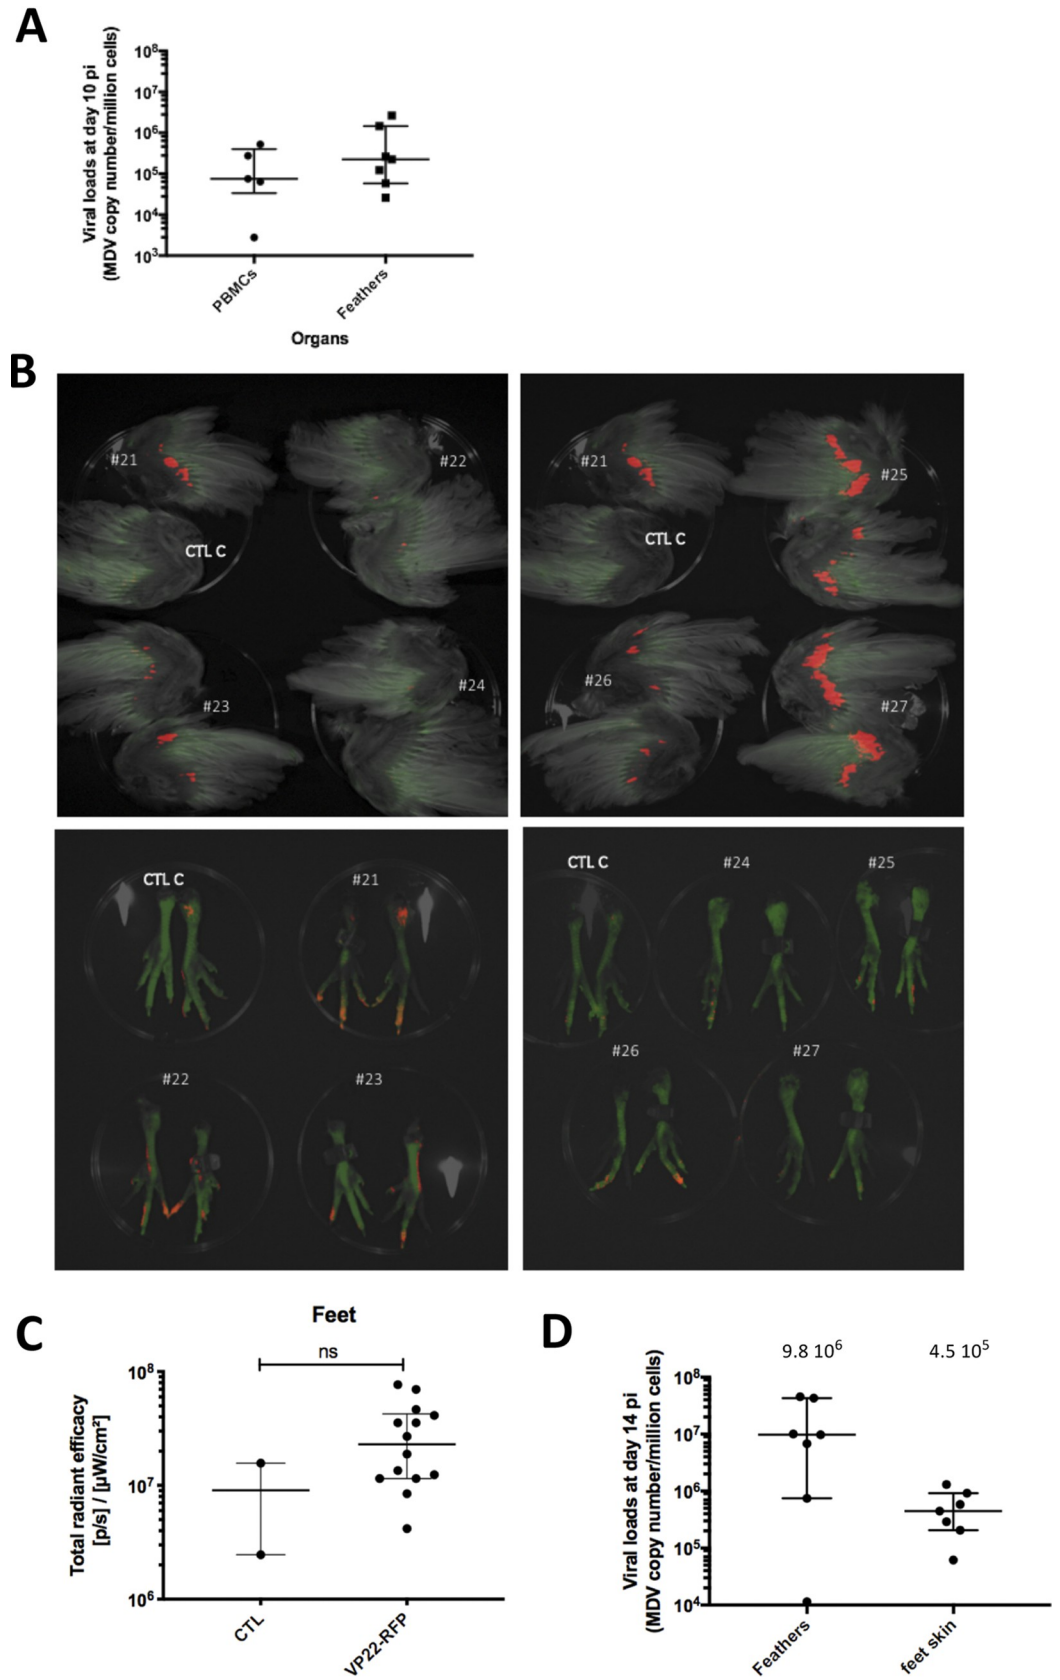 A
Viral loads at day 10 pi
(MDV copy number/million cells)
10⁸
10⁷
10⁶
10⁵
10⁴
10³
PBMCs
Feathers
Organs
B
#21
#22
CTL C
#23
#24
#21
#25
CTL C
#26
#27
CTL C
#21
#22
#23
CTL C
#24
#25
#26
#27
C
Feet
ns
Total radiant efficacy
[p/s] / [µW/cm²]
10⁸
10⁷
10⁶
CTL
VP22-RFP
D
9.8 10⁶
4.5 10⁵
Viral loads at day 14 pi
(MDV copy number/million cells)
10⁸
10⁷
10⁶
10⁵
10⁴
Feathers
feet skin